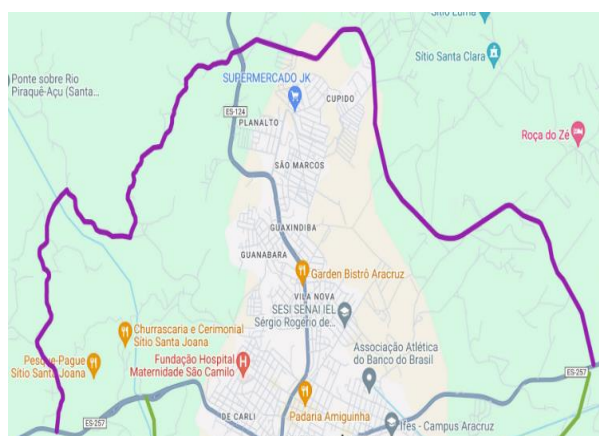 Sítio Luma
Sítio Santa Clara
Ponte sobre Rio
Piraquê-Açu (Santa...
SUPERMERCADO JK
CUPIDO
ES-124
PLANALTO
Roça do Zé
SÃO MARCOS
GUAXINDIBA
GUANABARA
Garden Bistrô Aracruz
VILA NOVA
SESI SENAI IEL
Sérgio Rogério de...
Churrascaria e Cerimonial
Sítio Santa Joana
Associação Atlética
do Banco do Brasil
Pesque-Pague
Sítio Santa Joana
Fundação Hospital
Maternidade São Camilo
ES-257
DE CARLI
Padaria Amiguinha
ES-257
Ifes - Campus Aracruz